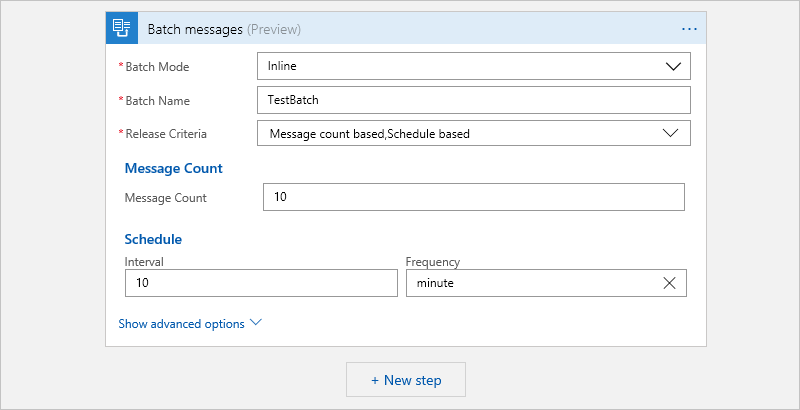 Batch messages (Preview) ...
* Batch Mode Inline
* Batch Name TestBatch
* Release Criteria Message count based,Schedule based
Message Count
Message Count 10
Schedule
Interval Frequency
10 minute
Show advanced options
+ New step